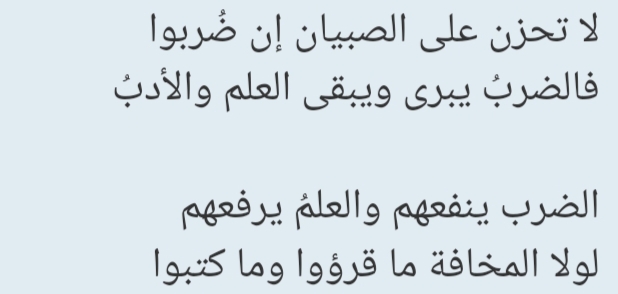 لا تحزن على الصبيان إن ضُربوا
فالضربُ يبرى ويبقى العلم والأدبُ
الضرب ينفعهم والعلمُ يرفعهم
لولا المخافة ما قرؤوا وما كتبوا